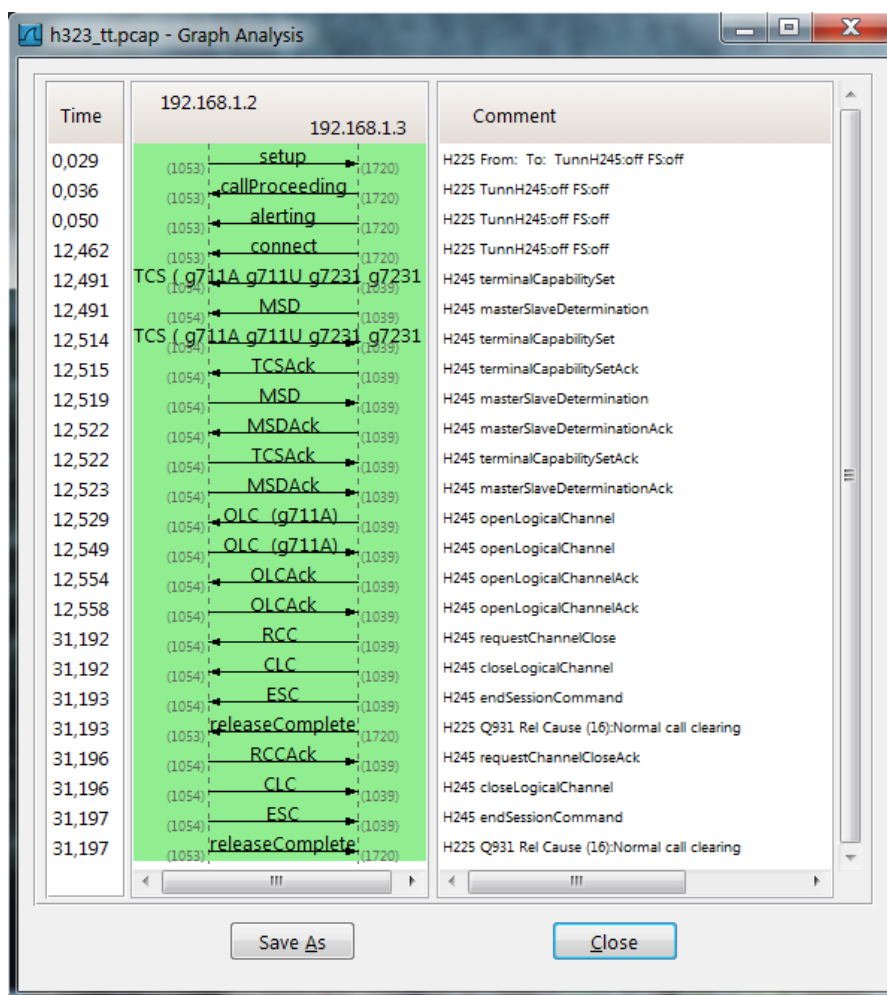 h323_tt.pcap - Graph Analysis
Time 192.168.1.2 192.168.1.3 Comment
0,029 (1053) setup (1720) H225 From: To: TunnH245:off FS:off
0,036 (1053) callProceeding (1720) H225 TunnH245:off FS:off
0,050 (1053) alerting (1720) H225 TunnH245:off FS:off
12,462 (1053) connect (1720) H225 TunnH245:off FS:off
12,491 TCS ( g711A g711U g7231 g7231 (1054) (1039) H245 terminalCapabilitySet
12,491 (1054) MSD (1039) H245 masterSlaveDetermination
12,514 TCS ( g711A g711U g7231 g7231 (1054) (1039) H245 terminalCapabilitySet
12,515 (1054) TCSAck (1039) H245 terminalCapabilitySetAck
12,519 (1054) MSD (1039) H245 masterSlaveDetermination
12,522 (1054) MSDAck (1039) H245 masterSlaveDeterminationAck
12,522 (1054) TCSAck (1039) H245 terminalCapabilitySetAck
12,523 (1054) MSDAck (1039) H245 masterSlaveDeterminationAck
12,529 (1054) OLC (g711A) (1039) H245 openLogicalChannel
12,549 (1054) OLC (g711A) (1039) H245 openLogicalChannel
12,554 (1054) OLCAck (1039) H245 openLogicalChannelAck
12,558 (1054) OLCAck (1039) H245 openLogicalChannelAck
31,192 (1054) RCC (1039) H245 requestChannelClose
31,192 (1054) CLC (1039) H245 closeLogicalChannel
31,193 (1054) ESC (1039) H245 endSessionCommand
31,193 (1053) releaseComplete (1720) H225 Q931 Rel Cause (16):Normal call clearing
31,196 (1054) RCCAck (1039) H245 requestChannelCloseAck
31,196 (1054) CLC (1039) H245 closeLogicalChannel
31,197 (1054) ESC (1039) H245 endSessionCommand
31,197 (1053) releaseComplete (1720) H225 Q931 Rel Cause (16):Normal call clearing
Save As Close